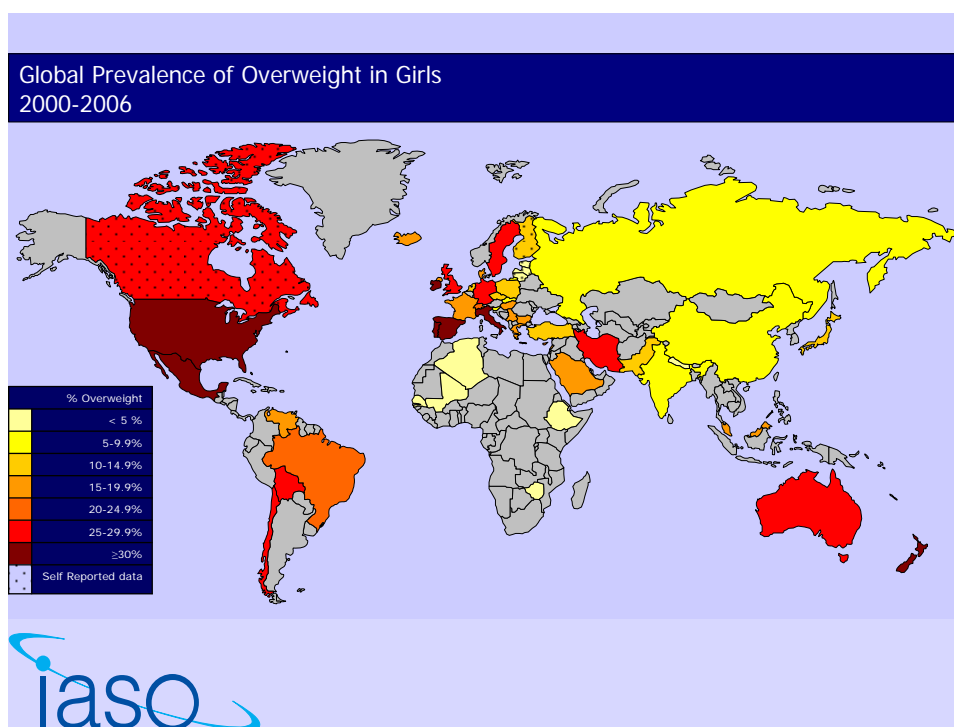 Global Prevalence of Overweight in Girls
2000-2006
% Overweight
< 5 %
5-9.9%
10-14.9%
15-19.9%
20-24.9%
25-29.9%
≥30%
Self Reported data
iaso